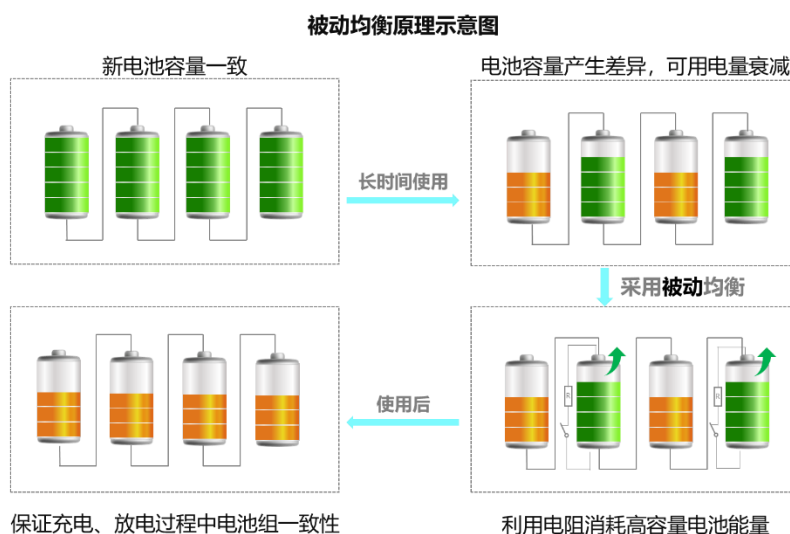 被动均衡原理示意图
新电池容量一致
电池容量产生差异，可用电量衰减
长时间使用
采用被动均衡
R
R
使用后
保证充电、放电过程中电池组一致性
利用电阻消耗高容量电池能量